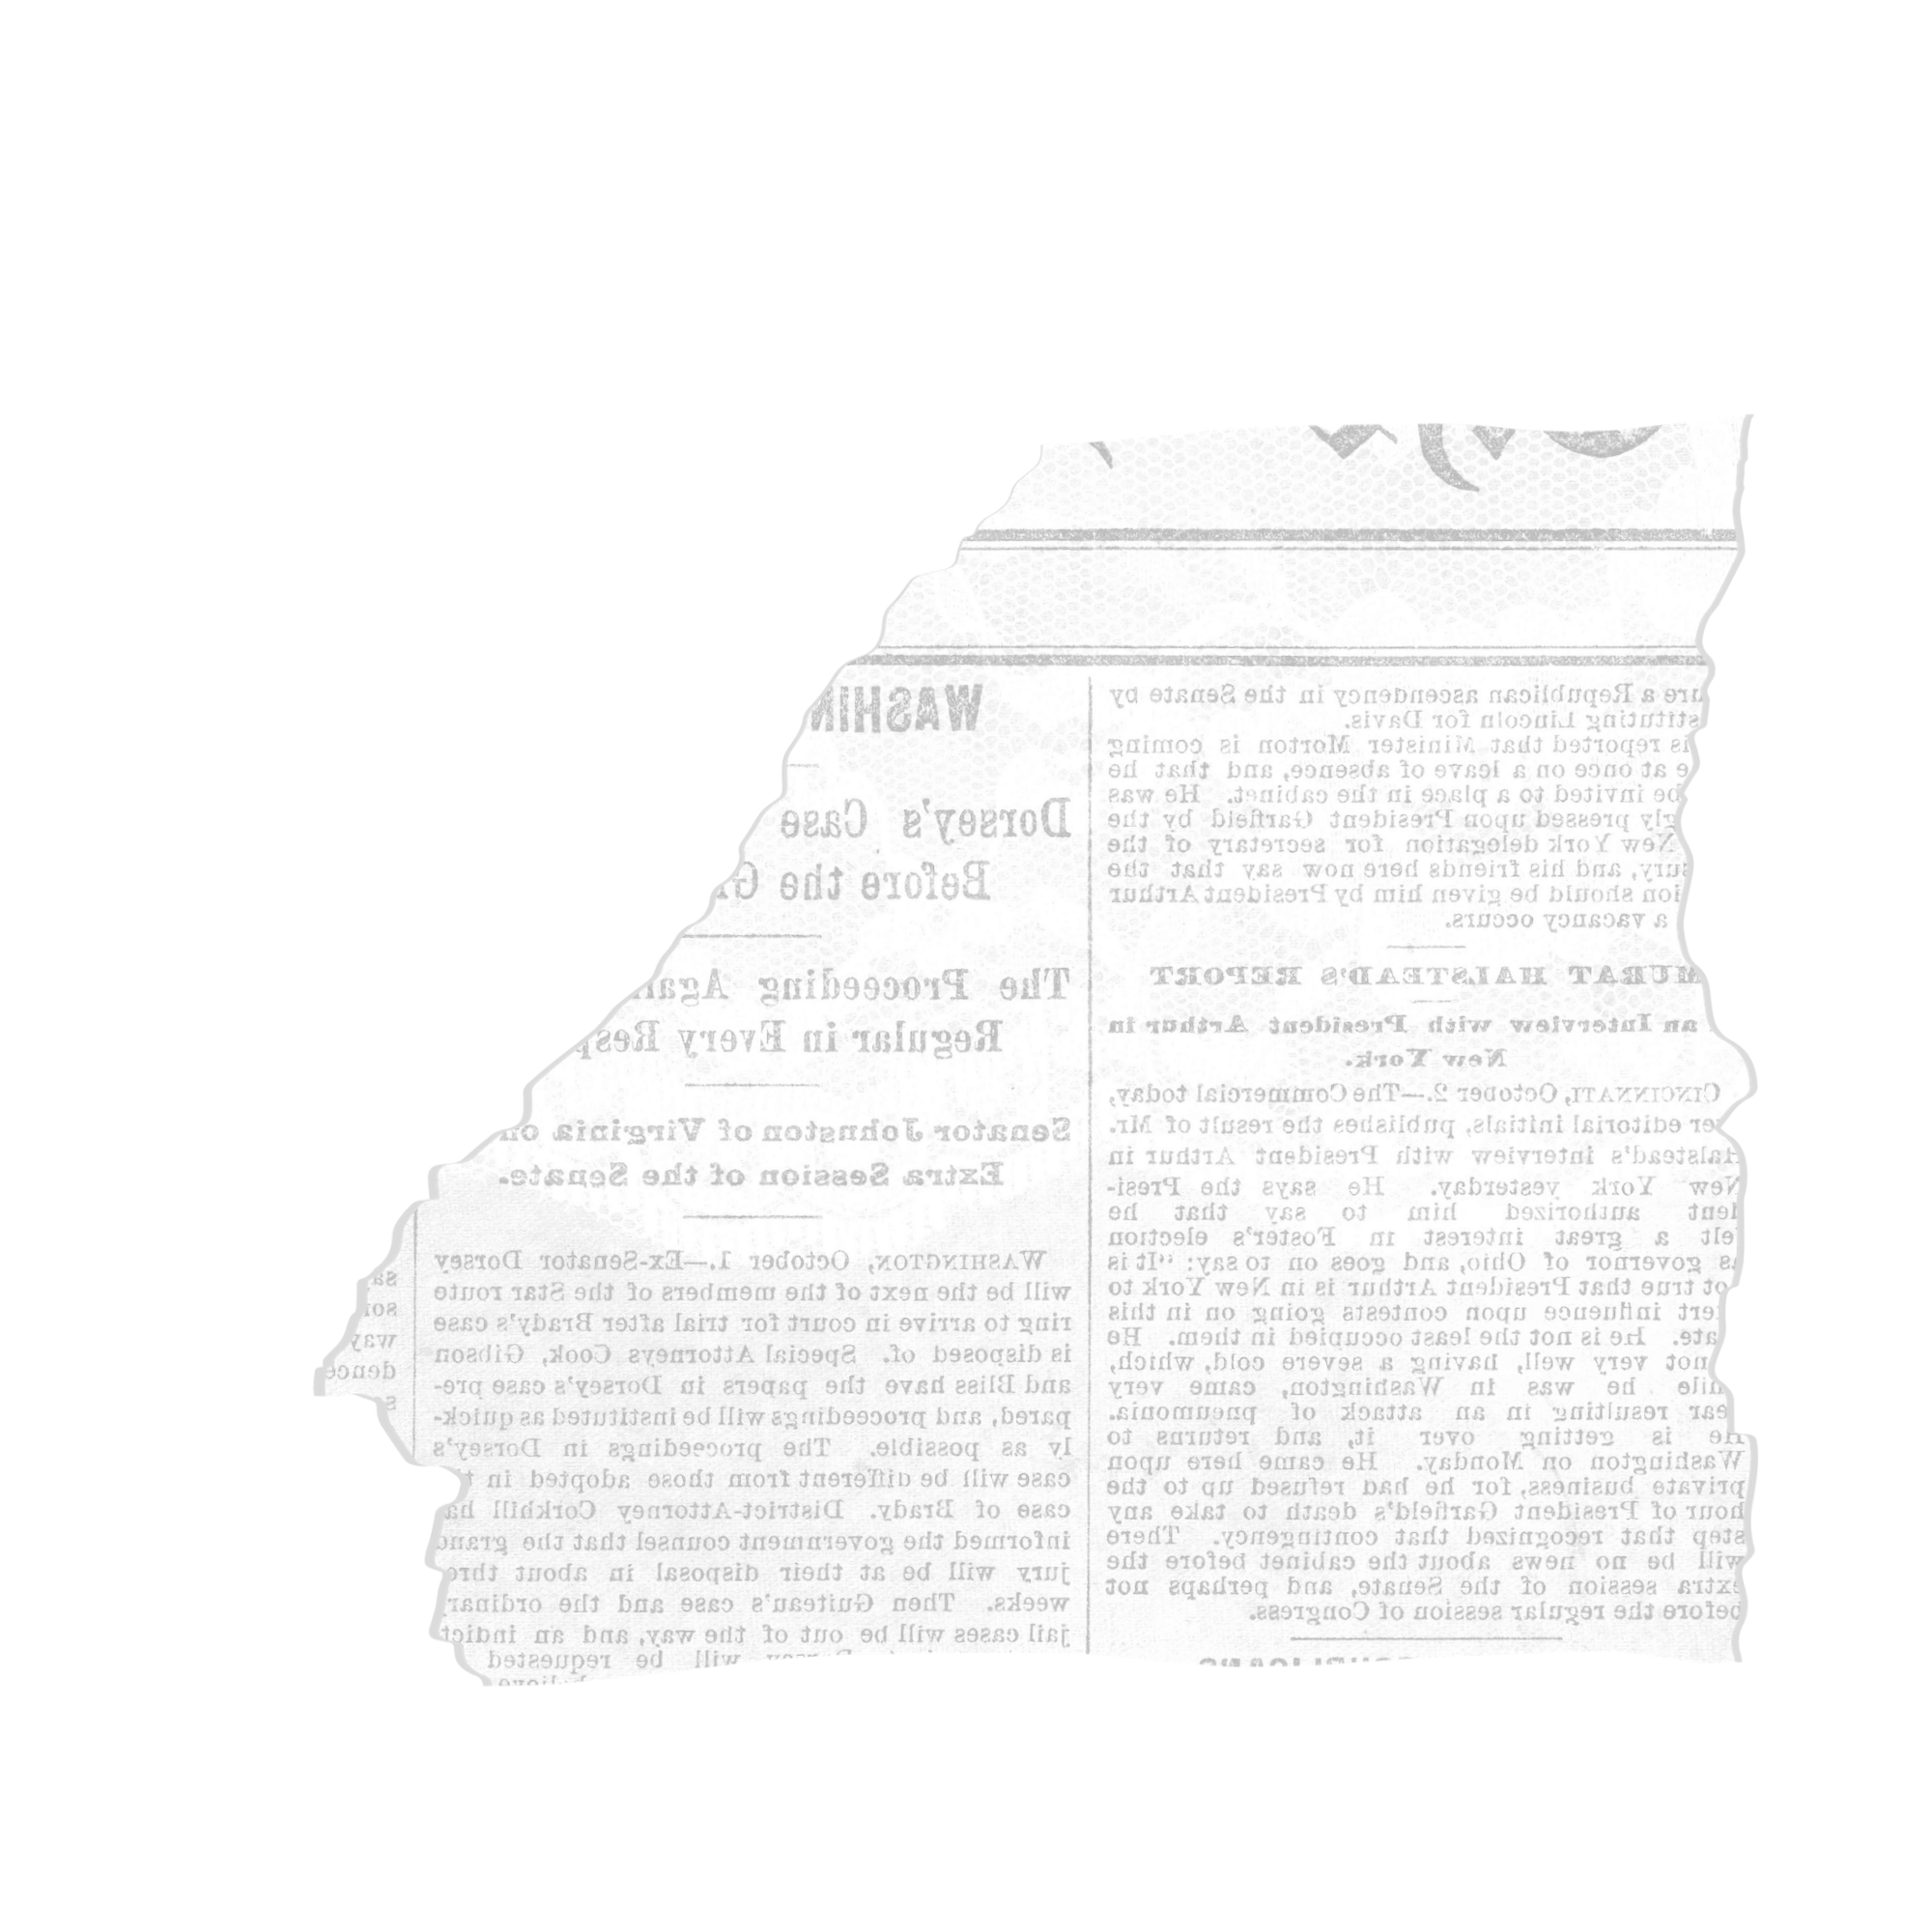 ure a Republican ascendency in the Senate by
stituting Lincoln for Davis.
is reported that Minister Morton is coming
e at once on a leave of absence, and that he
be invited to a place in the cabinet. He was
gly pressed upon President Garfield by the
New York delegation for secretary of the
ury, and his friends here now say that the
ion should be given him by President Arthur
a vacancy occurs.
MURAT HALSTEAD'S REPORT
an Interview with President Arthur in
New York.
CINCINNATI, October 2.—The Commercial today,
er editorial initials, publishes the result of Mr.
Halstead's interview with President Arthur in
New York yesterday. He says the Presi-
dent authorized him to say that he
felt a great interest in Foster's election
as governor of Ohio, and goes on to say: "It is
ot true that President Arthur is in New York to
ert influence upon contests going on in this
ate. He is not the least occupied in them. He
not very well, having a severe cold, which,
hile he was in Washington, came very
ear resulting in an attack of pneumonia.
He is getting over it, and returns to
Washington on Monday. He came here upon
private business, for he had refused up to the
hour of President Garfield's death to take any
step that recognized that contingency. There
will be no news about the cabinet before the
extra session of the Senate, and perhaps not
before the regular session of Congress.
PUBLICANS
WASHIN
Dorsey's Case
Before the G
The Proceeding Again
Regular in Every Resp
Senator Johnston of Virginia on
Extra Session of the Senate.
WASHINGTON, October 1.—Ex-Senator Dorsey
will be the next of the members of the Star route
ring to arrive in court for trial after Brady's case
is disposed of. Special Attorneys Cook, Gibson
and Bliss have the papers in Dorsey's case pre-
pared, and proceedings will be instituted as quick-
ly as possible. The proceedings in Dorsey's
case will be different from those adopted in t
case of Brady. District-Attorney Corkhill ha
informed the government counsel that the grand
jury will be at their disposal in about thre
weeks. Then Guiteau's case and the ordinar
jail cases will be out of the way, and an indict
Dorsey will be requested
believe
sa
sor
way
dence
s